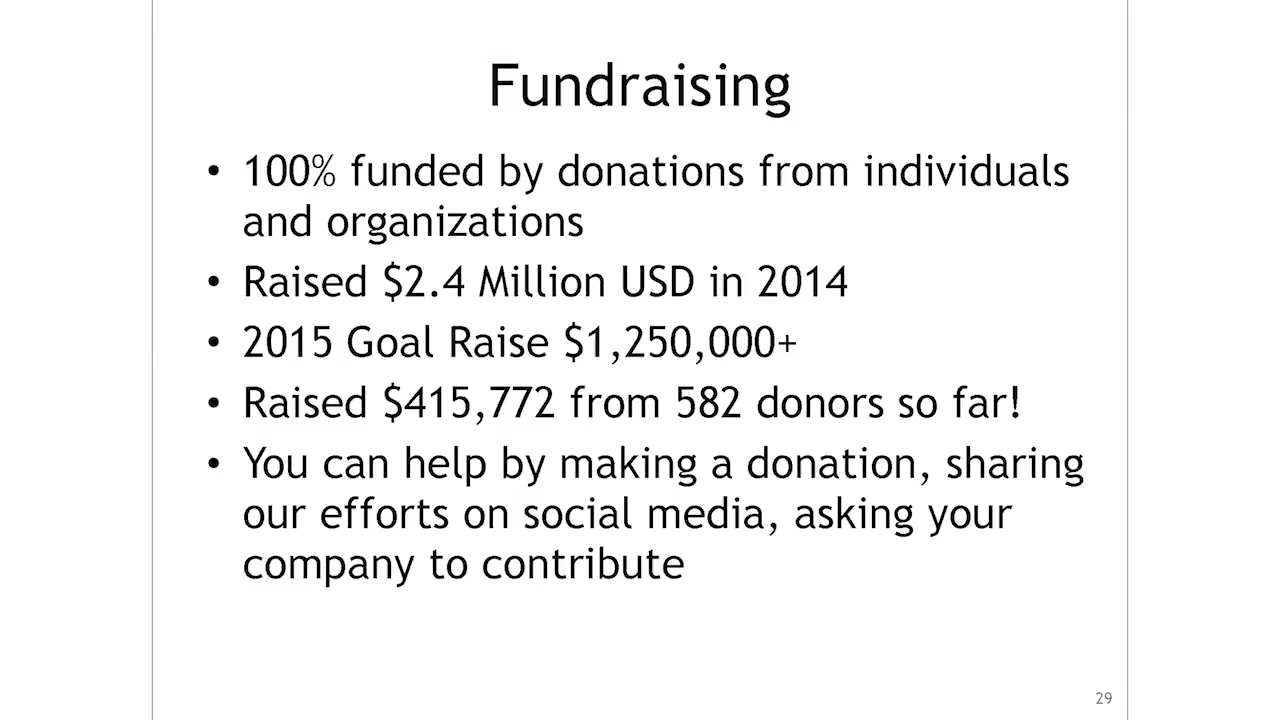 Fundraising
• 100% funded by donations from individuals
and organizations
• Raised $2.4 Million USD in 2014
• 2015 Goal Raise $1,250,000+
• Raised $415,772 from 582 donors so far!
• You can help by making a donation, sharing
our efforts on social media, asking your
company to contribute
29